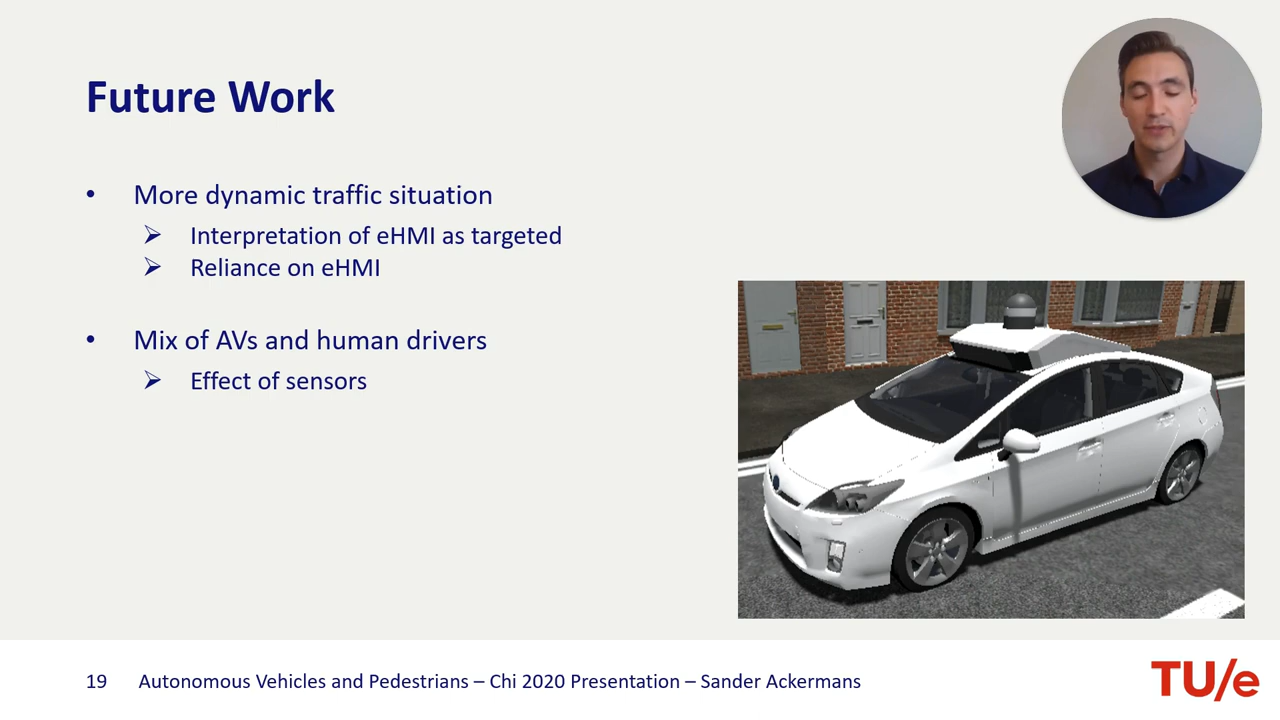 Future Work
• More dynamic traffic situation
➢ Interpretation of eHMI as targeted
➢ Reliance on eHMI
• Mix of AVs and human drivers
➢ Effect of sensors
19 Autonomous Vehicles and Pedestrians – Chi 2020 Presentation – Sander Ackermans
TU/e